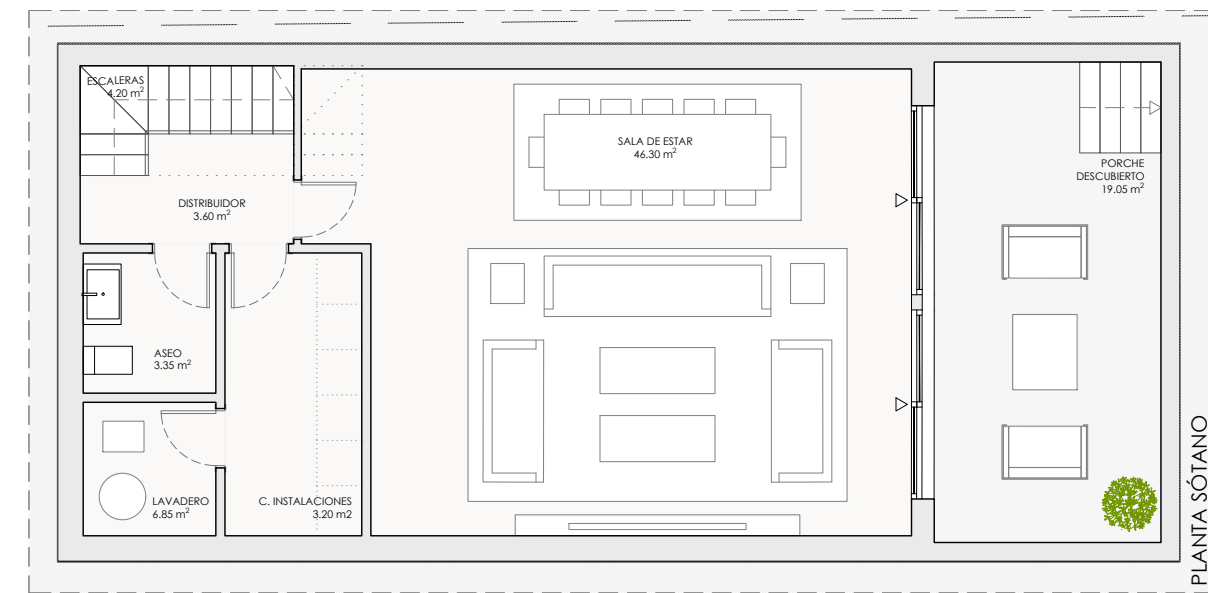 ESCALERAS
4.20 m²
SALA DE ESTAR
46.30 m²
PORCHE
DESCUBIERTO
19.05 m²
DISTRIBUIDOR
3.60 m²
ASEO
3.35 m²
LAVADERO
6.85 m²
C. INSTALACIONES
3.20 m2
PLANTA SÓTANO